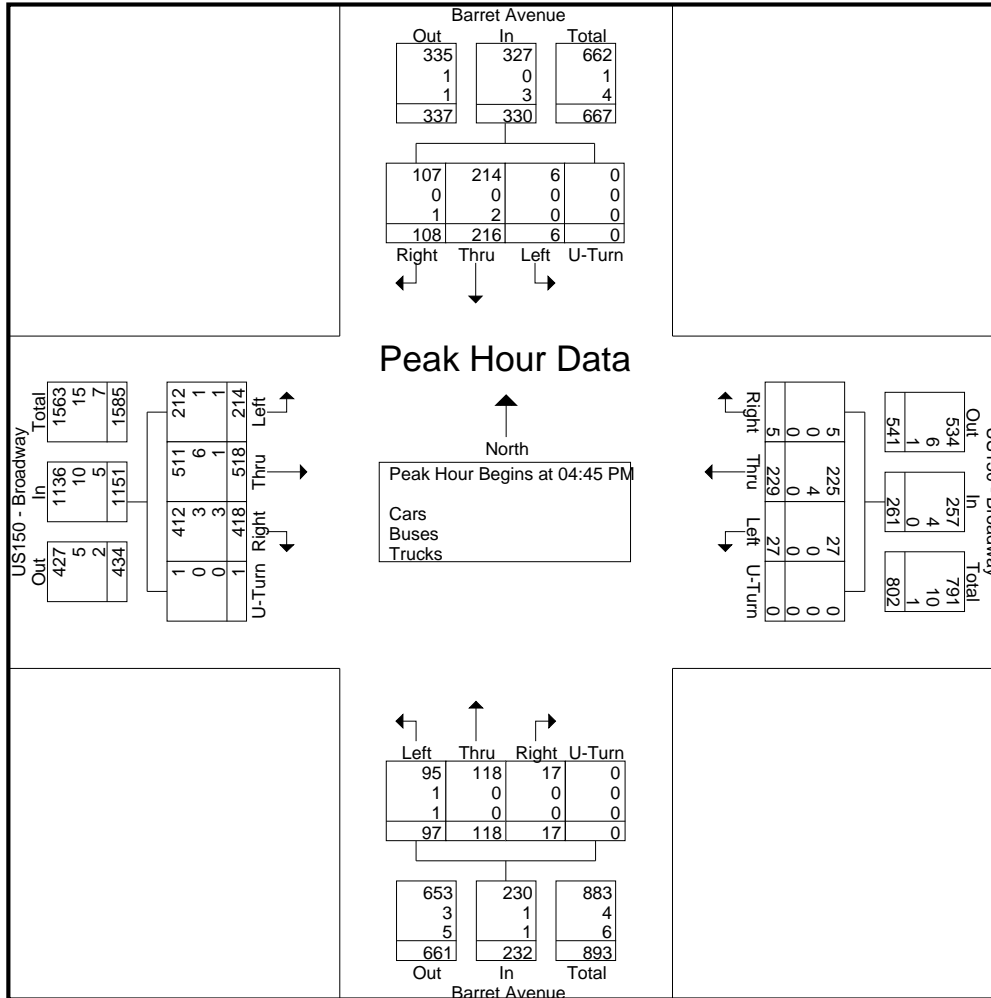 Barret Avenue
Out In Total
335 327 662
1 0 1
1 3 4
337 330 667
107 214 6 0
0 0 0 0
1 2 0 0
108 216 6 0
Right Thru Left U-Turn
Peak Hour Data
US150 - Broadway
Out In Total
427 1136 1563
5 10 15
2 5 7
434 1151 1585
1 412 511 212
0 3 6 1
0 3 1 1
1 418 518 214
U-Turn Right Thru Left
North
Peak Hour Begins at 04:45 PM
Cars
Buses
Trucks
US150 - Broadway
Out In Total
534 257 791
6 4 10
1 0 1
541 261 802
5 225 27 0
0 4 0 0
0 0 0 0
5 229 27 0
Right Thru Left U-Turn
Left Thru Right U-Turn
95 118 17 0
1 0 0 0
1 0 0 0
97 118 17 0
653 230 883
3 1 4
5 1 6
661 232 893
Out In Total
Barret Avenue